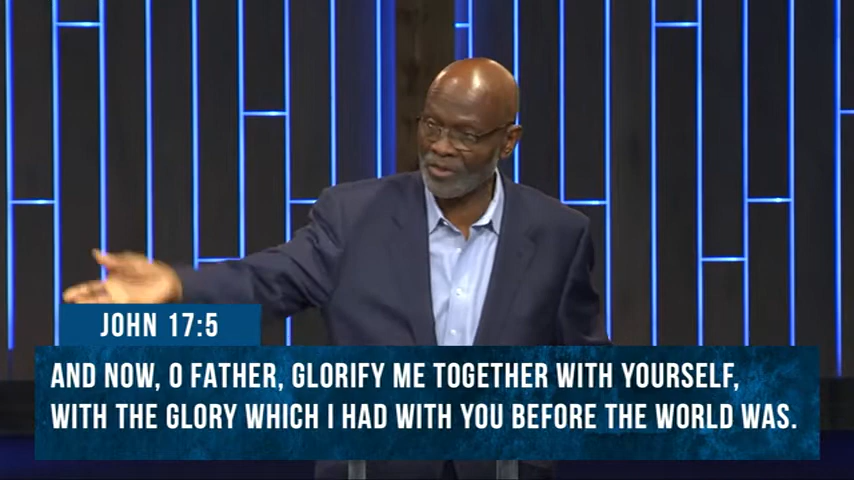 JOHN 17:5
AND NOW, O FATHER, GLORIFY ME TOGETHER WITH YOURSELF,
WITH THE GLORY WHICH I HAD WITH YOU BEFORE THE WORLD WAS.